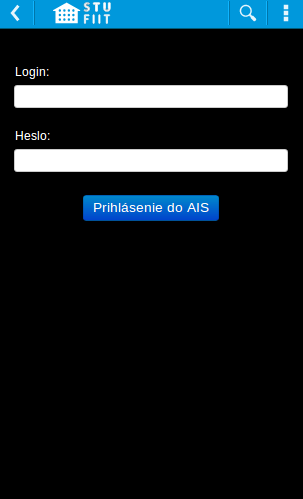 STU
FIIT
Login:
Heslo:
Prihlásenie do AIS